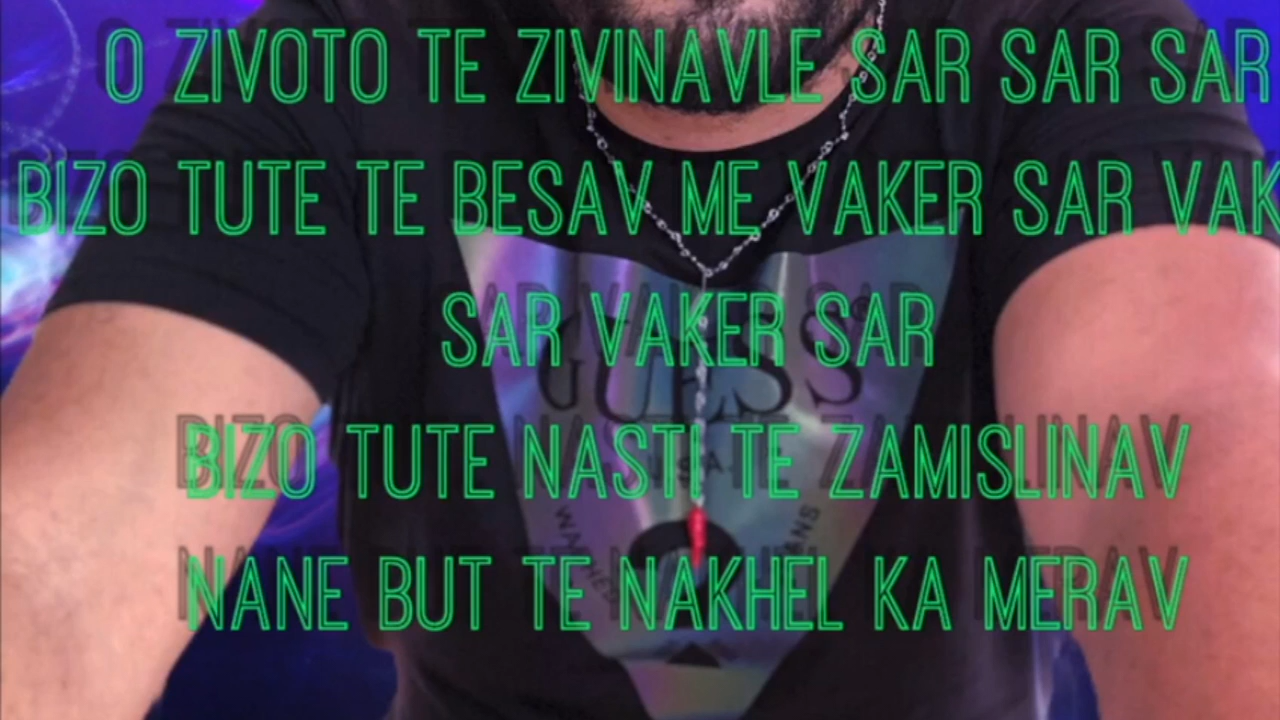 O ZIVOTO TE ZIVINAVLE SAR SAR SAR
BIZO TUTE TE BESAV ME VAKER SAR VAK
SAR VAKER SAR
GUESS
BIZO TUTE NASTI TE ZAMISLINAV
NANE BUT TE NAKHEL KA MERAV